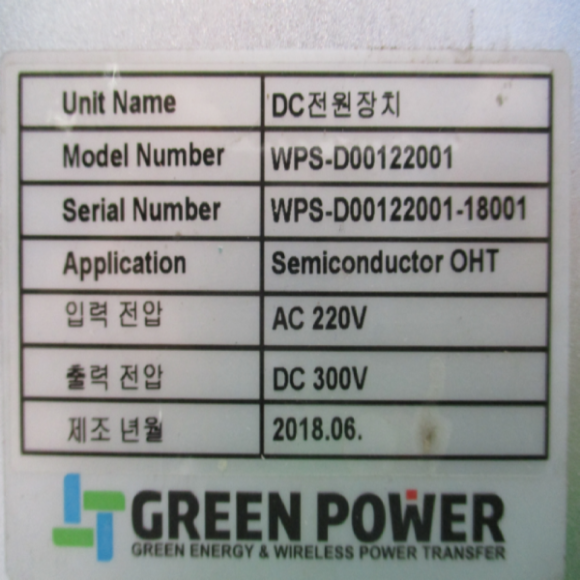 Unit Name DC전원장치
Model Number WPS-D00122001
Serial Number WPS-D00122001-18001
Application Semiconductor OHT
입력 전압 AC 220V
출력 전압 DC 300V
제조 년월 2018.06.
GREEN POWER
GREEN ENERGY & WIRELESS POWER TRANSFER